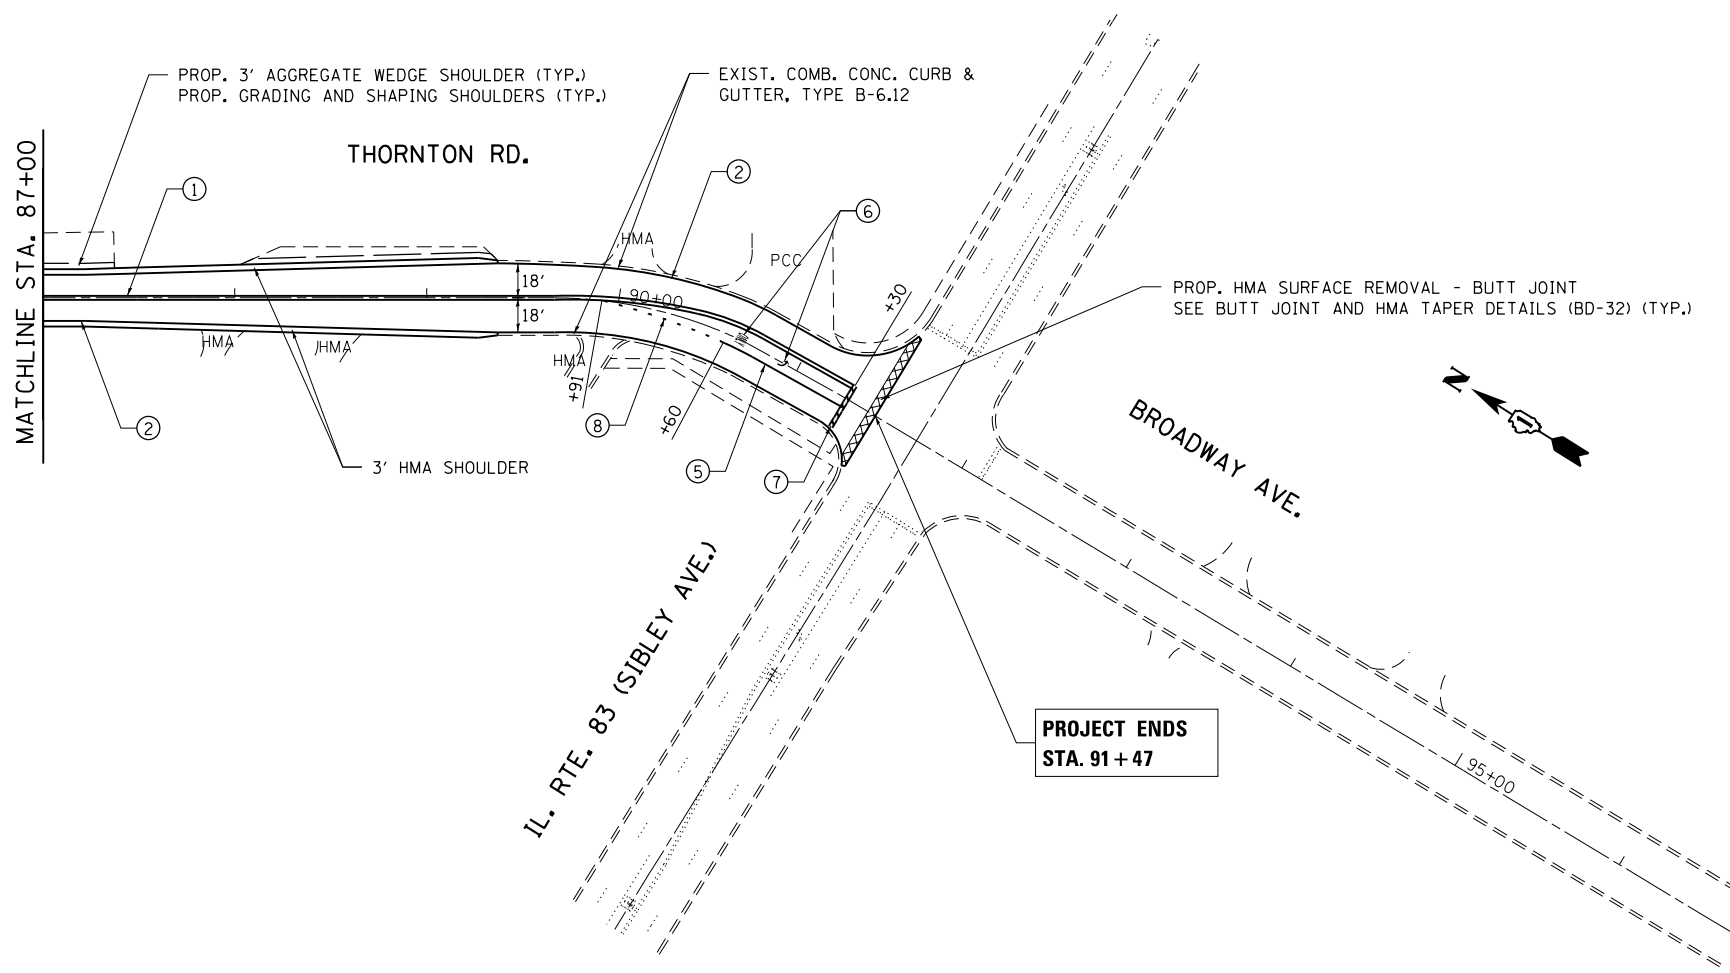 PROP. 3' AGGREGATE WEDGE SHOULDER (TYP.)
PROP. GRADING AND SHAPING SHOULDERS (TYP.)
EXIST. COMB. CONC. CURB &
GUTTER, TYPE B-6.12
THORNTON RD.
MATCHLINE STA. 87+00
1
2
6
HMA
PCC
18'
90+00
18'
+30
PROP. HMA SURFACE REMOVAL - BUTT JOINT
SEE BUTT JOINT AND HMA TAPER DETAILS (BD-32) (TYP.)
HMA
HMA
HMA
+91
+60
8
2
3' HMA SHOULDER
5
7
N
1
BROADWAY AVE.
IL. RTE. 83 (SIBLEY AVE.)
PROJECT ENDS
STA. 91+47
95+00